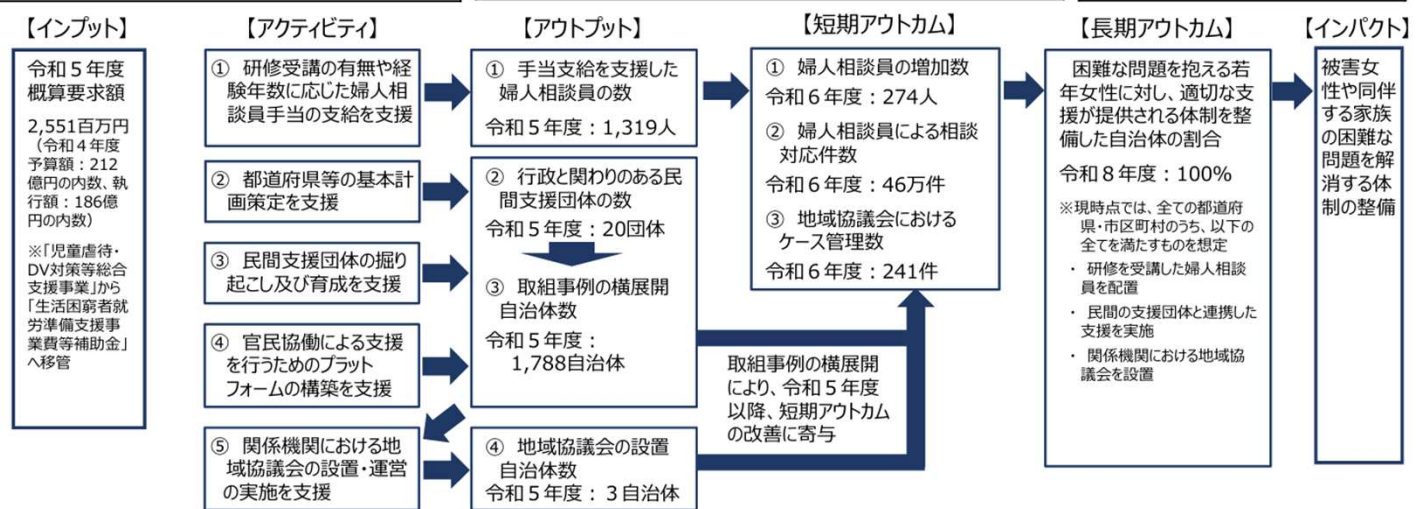 【インプット】
令和５年度
概算要求額
2,551百万円
（令和４年度
予算額：212
億円の内数、執
行額：186億
円の内数）
※「児童虐待・
DV対策等総合
支援事業」から
「生活困窮者就
労準備支援事
業費等補助金」
へ移管
【アクティビティ】
① 研修受講の有無や経
験年数に応じた婦人相
談員手当の支給を支援
② 都道府県等の基本計
画策定を支援
③ 民間支援団体の掘り
起こし及び育成を支援
④ 官民協働による支援
を行うためのプラット
フォームの構築を支援
⑤ 関係機関における地
域協議会の設置・運営
の実施を支援
【アウトプット】
① 手当支給を支援した
婦人相談員の数
令和５年度：1,319人
② 行政と関わりのある民
間支援団体の数
令和５年度：20団体
③ 取組事例の横展開
自治体数
令和５年度：
1,788自治体
④ 地域協議会の設置
自治体数
令和５年度：３自治体
【短期アウトカム】
① 婦人相談員の増加数
令和６年度：274人
② 婦人相談員による相談
対応件数
令和６年度：46万件
③ 地域協議会における
ケース管理数
令和６年度：241件
取組事例の横展開
により、令和５年度
以降、短期アウトカム
の改善に寄与
【長期アウトカム】
困難な問題を抱える若
年女性に対し、適切な支
援が提供される体制を整
備した自治体の割合
令和８年度：100%
※現時点では、全ての都道府
県・市区町村のうち、以下の
全てを満たすものを想定
・ 研修を受講した婦人相談
員を配置
・ 民間の支援団体と連携した
支援を実施
・ 関係機関における地域協
議会を設置
【インパクト】
被害女
性や同伴
する家族
の困難な
問題を解
消する体
制の整備